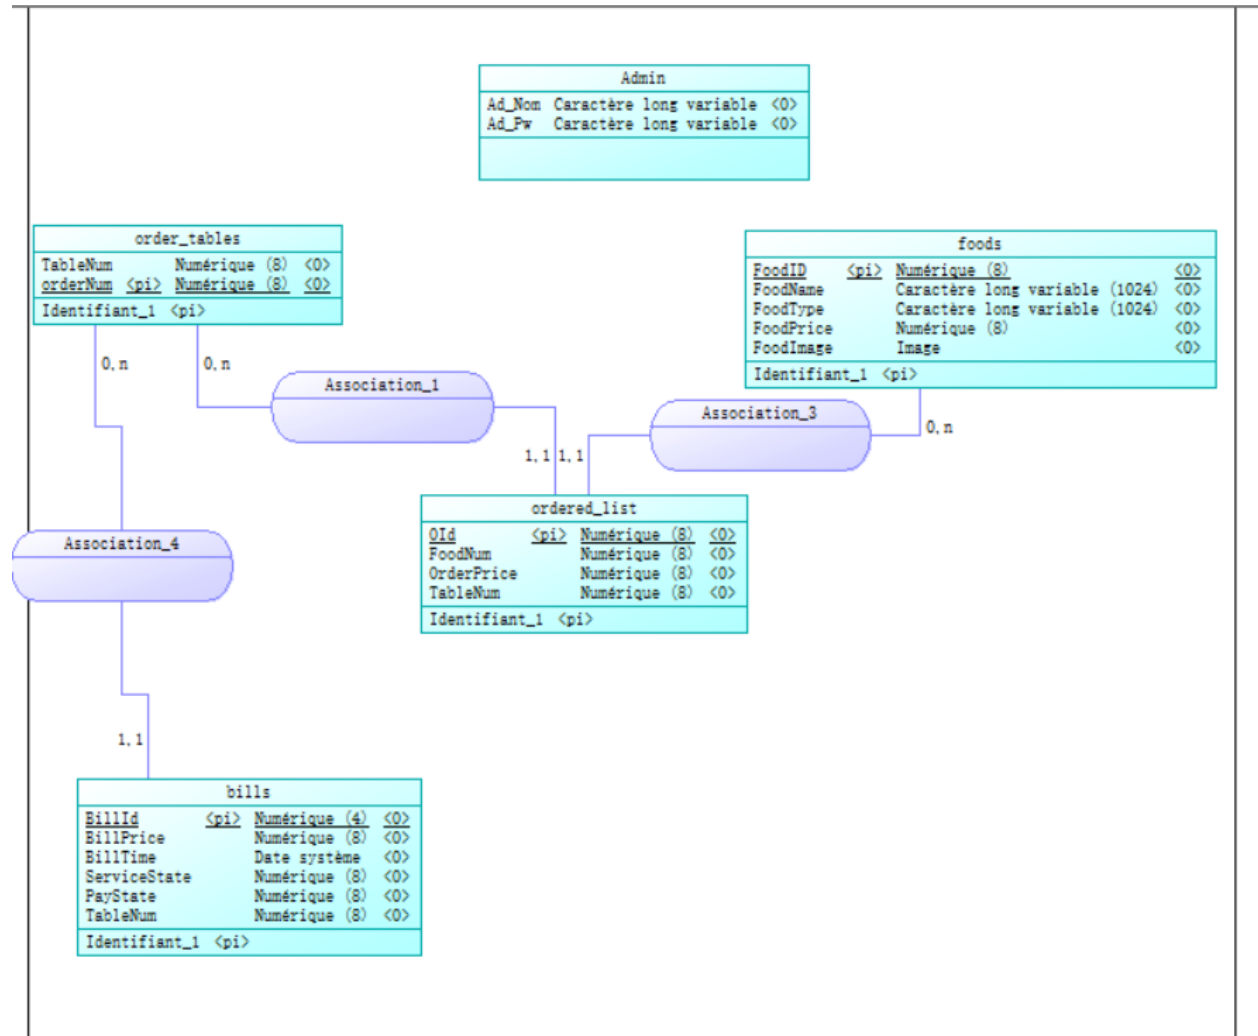 Admin
Ad_Nom Caractère long variable <O>
Ad_Pw Caractère long variable <O>
order_tables
TableNum Numérique (8) <O>
orderNum <pi> Numérique (8) <O>
Identifiant_1 <pi>
foods
FoodID <pi> Numérique (8) <O>
FoodName Caractère long variable (1024) <O>
FoodType Caractère long variable (1024) <O>
FoodPrice Numérique (8) <O>
FoodImage Image <O>
Identifiant_1 <pi>
0,n
0,n
Association_1
Association_3
0,n
1,1
1,1
ordered_list
OId <pi> Numérique (8) <O>
FoodNum Numérique (8) <O>
OrderPrice Numérique (8) <O>
TableNum Numérique (8) <O>
Identifiant_1 <pi>
Association_4
1,1
bills
BillId <pi> Numérique (4) <O>
BillPrice Numérique (8) <O>
BillTime Date système <O>
ServiceState Numérique (8) <O>
PayState Numérique (8) <O>
TableNum Numérique (8) <O>
Identifiant_1 <pi>